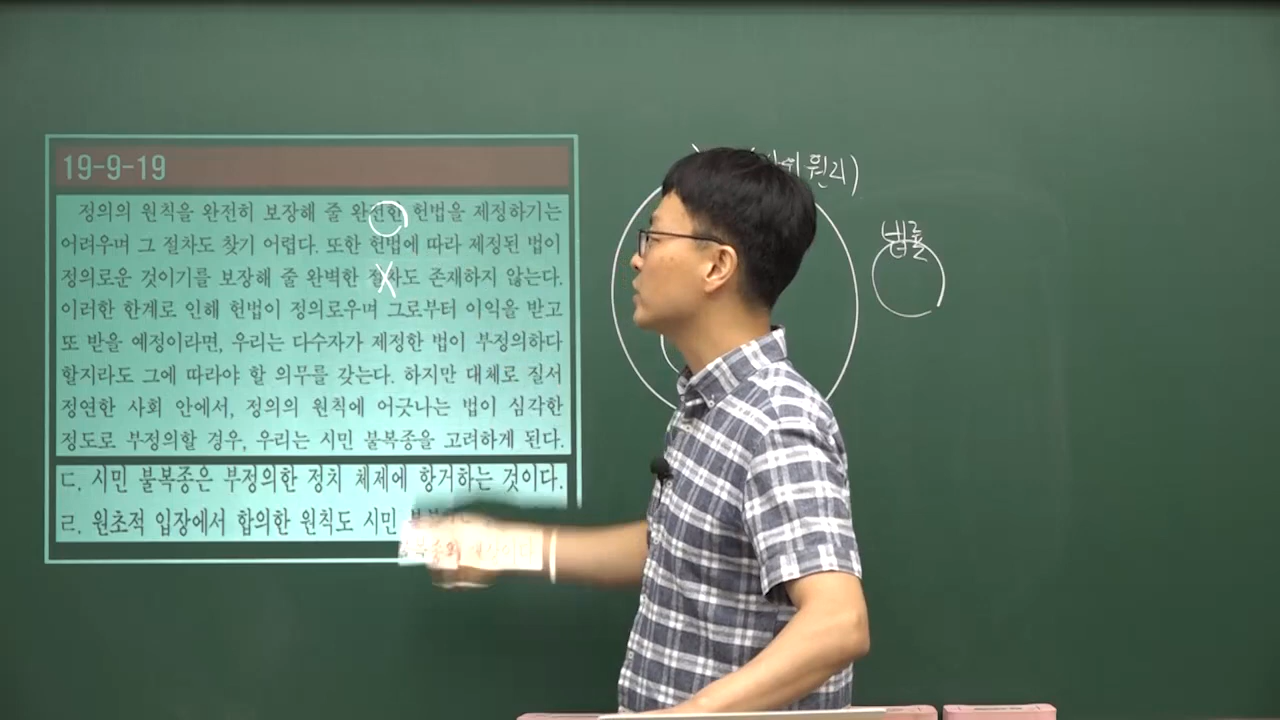 19-9-19
정의의 원칙을 완전히 보장해 줄 완전한 헌법을 제정하기는
어려우며 그 절차도 찾기 어렵다. 또한 헌법에 따라 제정된 법이
정의로운 것이기를 보장해 줄 완벽한 절차도 존재하지 않는다.
이러한 한계로 인해 헌법이 정의로우며 그로부터 이익을 받고
또 받을 예정이라면, 우리는 다수자가 제정한 법이 부정의하다
할지라도 그에 따라야 할 의무를 갖는다. 하지만 대체로 질서
정연한 사회 안에서, 정의의 원칙에 어긋나는 법이 심각한
정도로 부정의할 경우, 우리는 시민 불복종을 고려하게 된다.
ㄷ. 시민 불복종은 부정의한 정치 체제에 항거하는 것이다.
ㄹ. 원초적 입장에서 합의한 원칙도 시민
원리)
법률